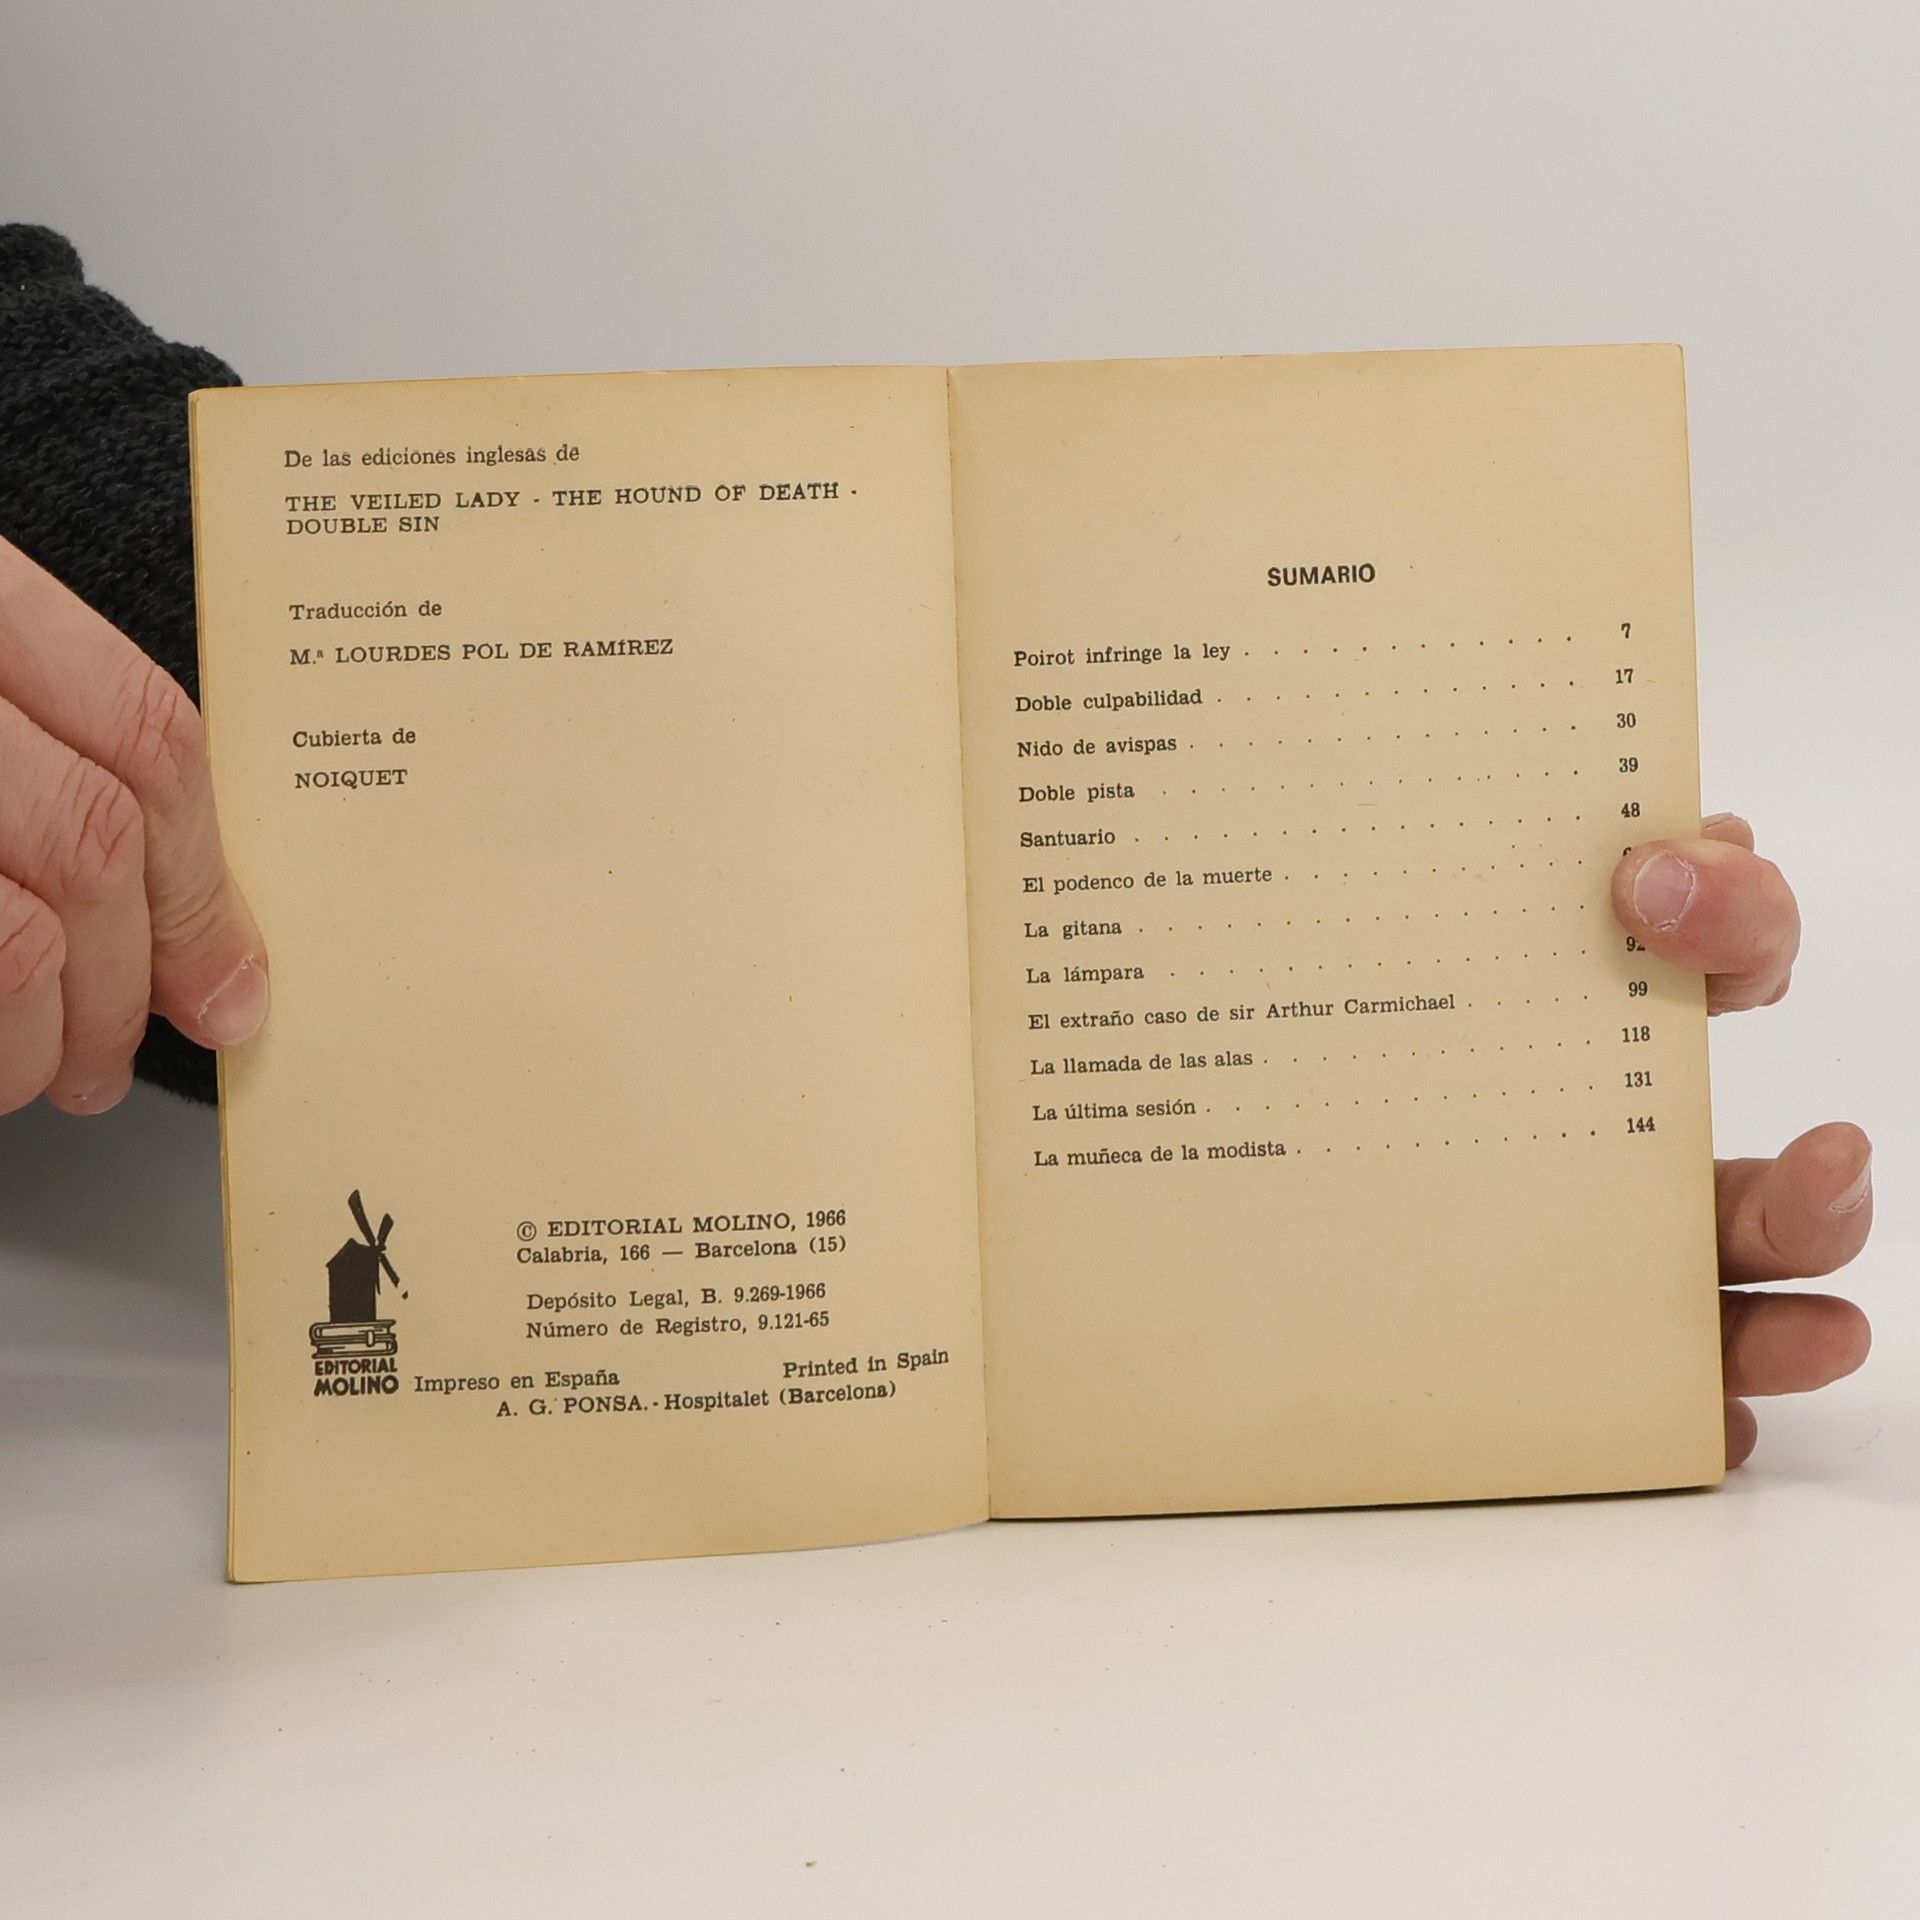 De las ediciones inglesas de
THE VEILED LADY - THE HOUND OF DEATH -
DOUBLE SIN
Traducción de
M.ª LOURDES POL DE RAMÍREZ
Cubierta de
NOIQUET
© EDITORIAL MOLINO, 1966
Calabria, 166 — Barcelona (15)
Depósito Legal, B. 9.269-1966
Número de Registro, 9.121-65
EDITORIAL
MOLINO
Impreso en España Printed in Spain
A. G. PONSA. - Hospitalet (Barcelona)
SUMARIO
Poirot infringe la ley . . . . . . . . . . . . 7
Doble culpabilidad . . . . . . . . . . . . . 17
Nido de avispas . . . . . . . . . . . . . . 30
Doble pista . . . . . . . . . . . . . . . 39
Santuario . . . . . . . . . . . . . . . . 48
El podenco de la muerte . . . . . . . . . . .
La gitana . . . . . . . . . . . . . . . .
La lámpara . . . . . . . . . . . . . . . 92
El extraño caso de sir Arthur Carmichael . . . . . 99
La llamada de las alas . . . . . . . . . . . . 118
La última sesión . . . . . . . . . . . . . . 131
La muñeca de la modista . . . . . . . . . . . 144